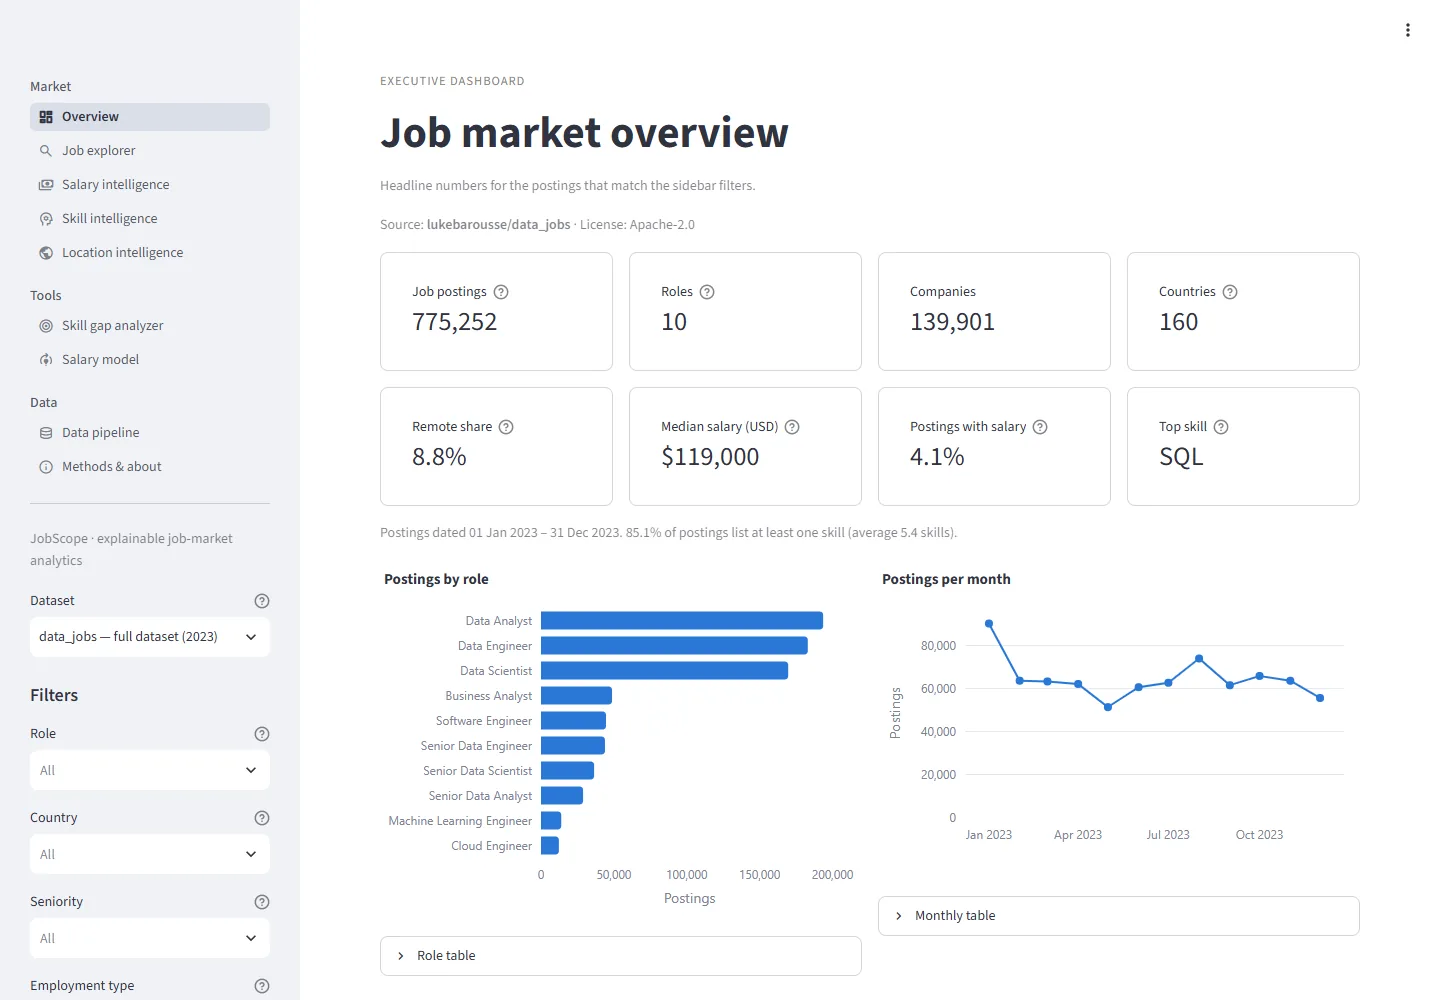 Market
Overview
Job explorer
Salary intelligence
Skill intelligence
Location intelligence
Tools
Skill gap analyzer
Salary model
Data
Data pipeline
Methods & about
JobScope · explainable job-market
analytics
Dataset
data_jobs — full dataset (2023)
Filters
Role
All
Country
All
Seniority
All
Employment type
EXECUTIVE DASHBOARD
Job market overview
Headline numbers for the postings that match the sidebar filters.
Source: lukebarousse/data_jobs · License: Apache-2.0
Job postings
775,252
Roles
10
Companies
139,901
Countries
160
Remote share
8.8%
Median salary (USD)
$119,000
Postings with salary
4.1%
Top skill
SQL
Postings dated 01 Jan 2023 – 31 Dec 2023. 85.1% of postings list at least one skill (average 5.4 skills).
Postings by role
Data Analyst
Data Engineer
Data Scientist
Business Analyst
Software Engineer
Senior Data Engineer
Senior Data Scientist
Senior Data Analyst
Machine Learning Engineer
Cloud Engineer
0 50,000 100,000 150,000 200,000
Postings
Role table
Postings per month
80,000
60,000
40,000
20,000
0
Postings
Jan 2023 Apr 2023 Jul 2023 Oct 2023
Monthly table